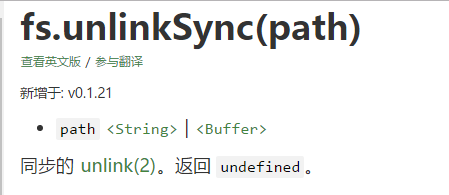 fs.unlinkSync(path)
查看英文版 / 参与翻译
新增于: v0.1.21
• path <String> | <Buffer>
同步的 unlink(2)。返回 undefined。